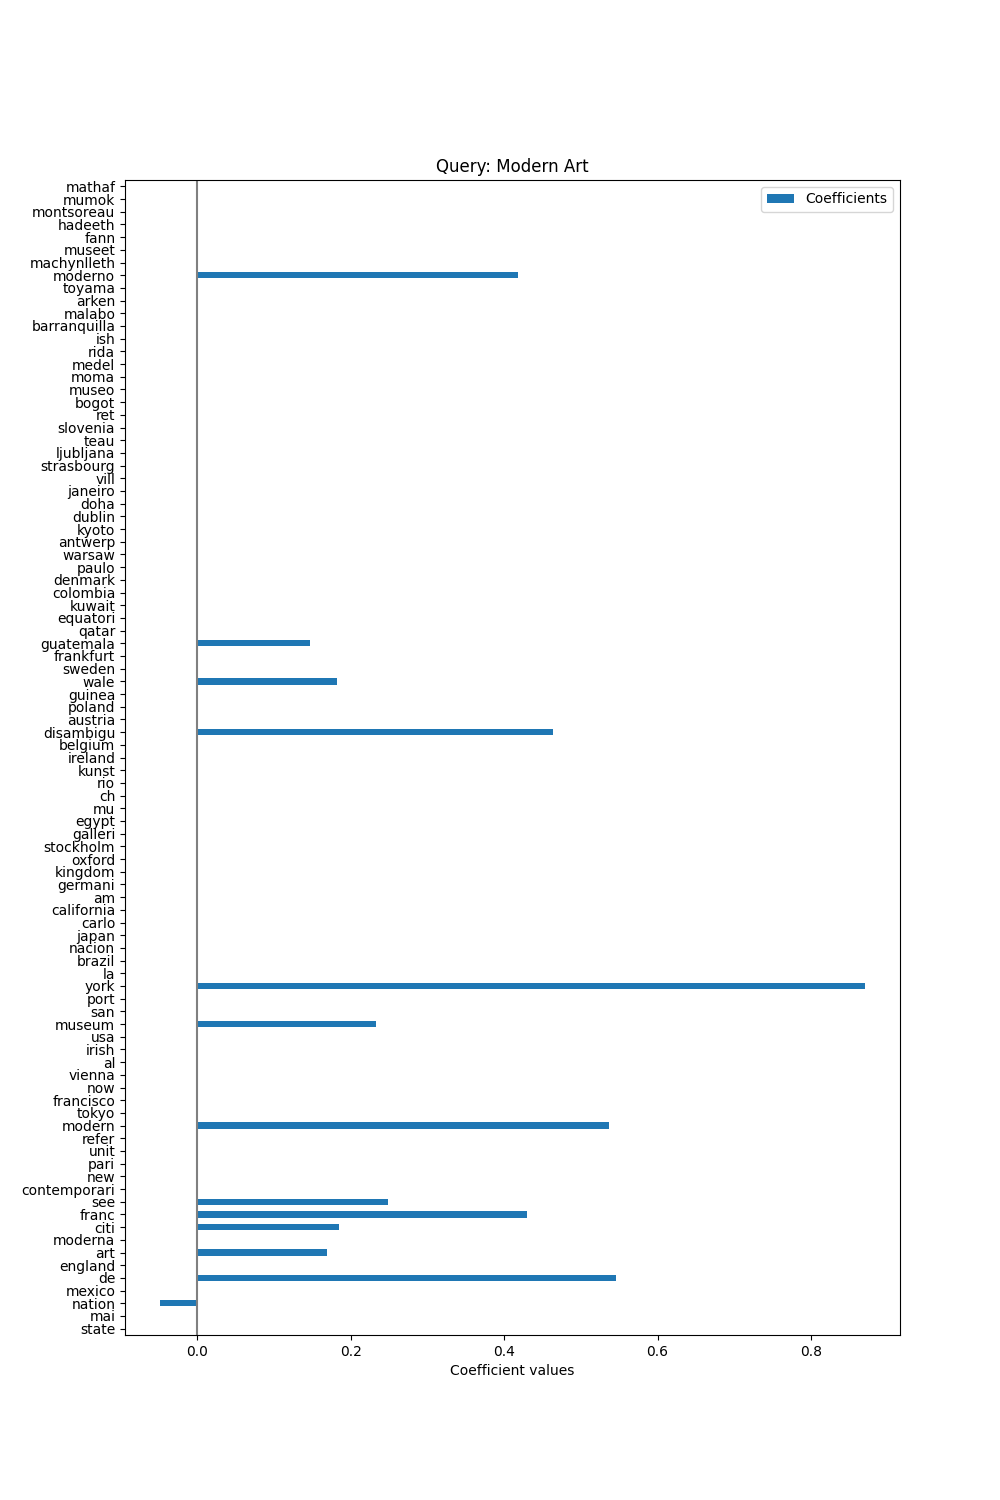 Query: Modern Art
Coefficients
mathaf
mumok
montsoreau
hadeeth
fann
museet
machynlleth
moderno
toyama
arken
malabo
barranquilla
ish
rida
medel
moma
museo
bogot
ret
slovenia
teau
ljubljana
strasbourg
vill
janeiro
doha
dublin
kyoto
antwerp
warsaw
paulo
denmark
colombia
kuwait
equatori
qatar
guatemala
frankfurt
sweden
wale
guinea
poland
austria
disambigu
belgium
ireland
kunst
rio
ch
mu
egypt
galleri
stockholm
oxford
kingdom
germani
am
california
carlo
japan
nacion
brazil
la
york
port
san
museum
usa
irish
al
vienna
now
francisco
tokyo
modern
refer
unit
pari
new
contemporari
see
franc
citi
moderna
art
england
de
mexico
nation
mai
state
0.0 0.2 0.4 0.6 0.8
Coefficient values